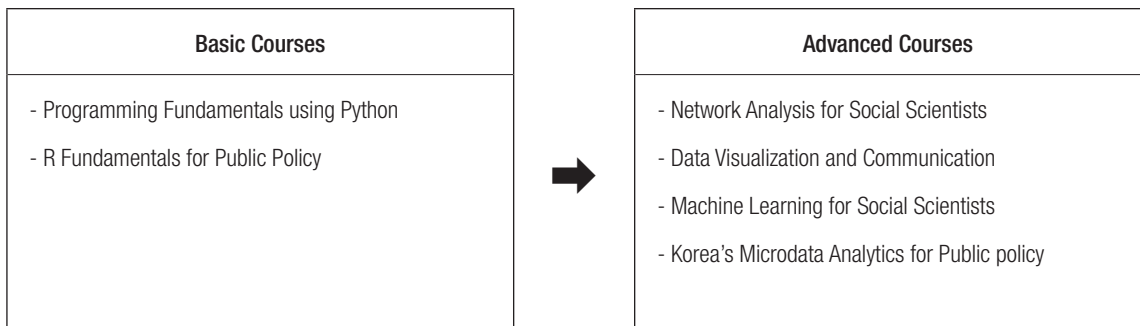 Basic Courses
- Programming Fundamentals using Python
- R Fundamentals for Public Policy
Advanced Courses
- Network Analysis for Social Scientists
- Data Visualization and Communication
- Machine Learning for Social Scientists
- Korea's Microdata Analytics for Public policy